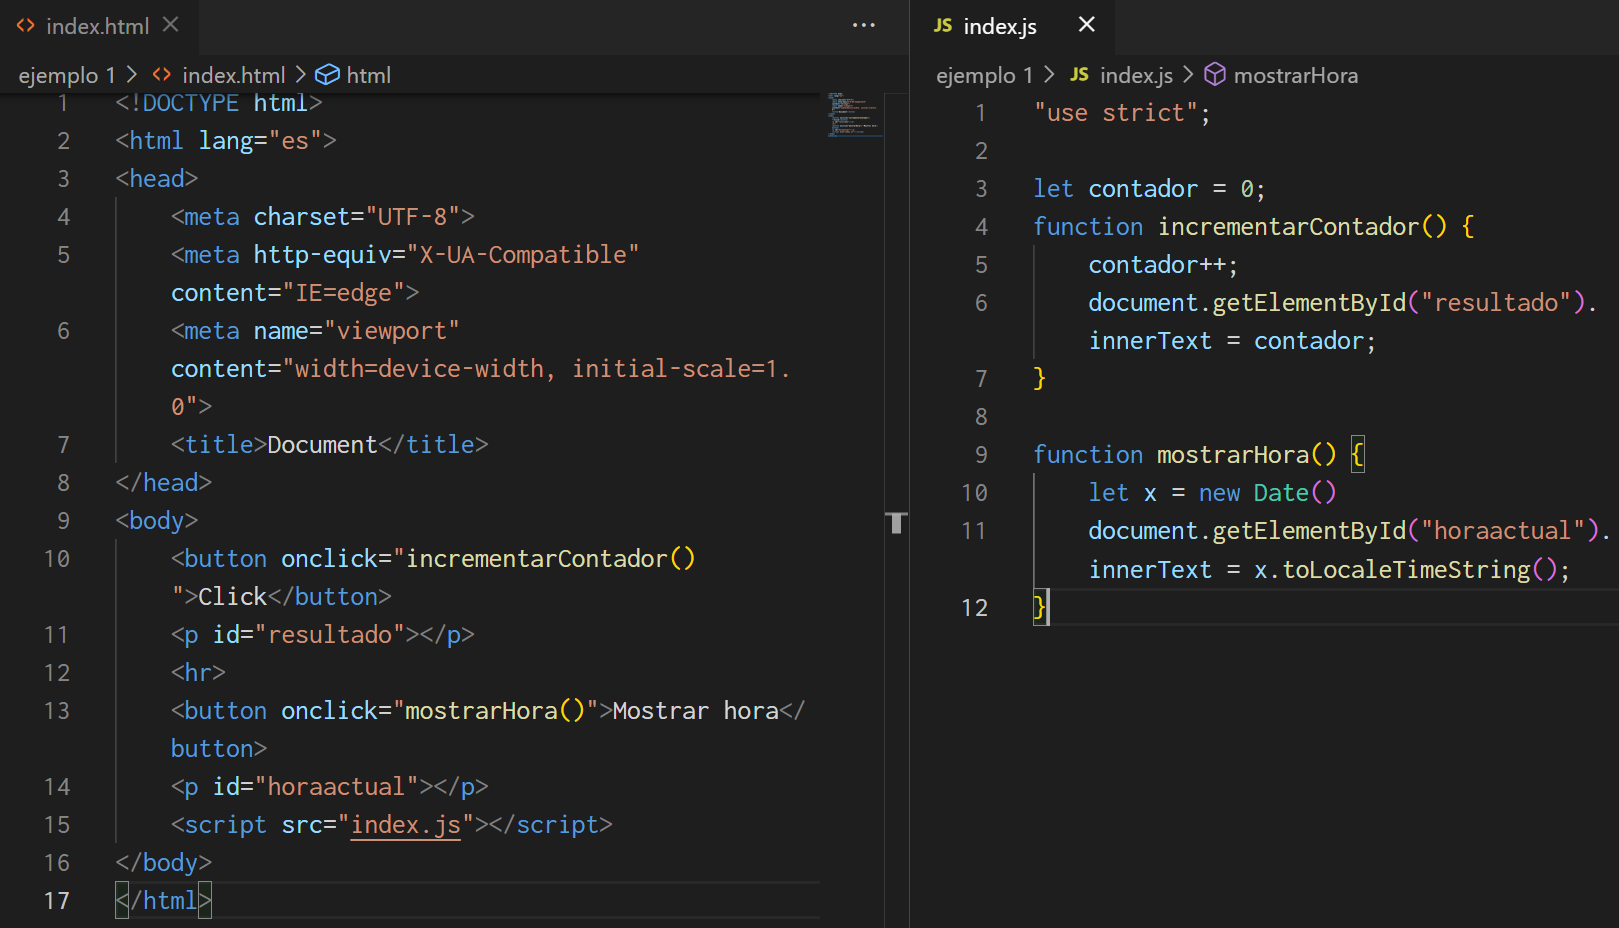 index.html
ejemplo 1 > index.html > html
1 <!DOCTYPE html>
2 <html lang="es">
3 <head>
4 <meta charset="UTF-8">
5 <meta http-equiv="X-UA-Compatible"
content="IE=edge">
6 <meta name="viewport"
content="width=device-width, initial-scale=1.
0">
7 <title>Document</title>
8 </head>
9 <body>
10 <button onclick="incrementarContador()
">Click</button>
11 <p id="resultado"></p>
12 <hr>
13 <button onclick="mostrarHora()">Mostrar hora</
button>
14 <p id="horaactual"></p>
15 <script src="index.js"></script>
16 </body>
17 </html>
JS index.js
ejemplo 1 > JS index.js > mostrarHora
1 "use strict";
2
3 let contador = 0;
4 function incrementarContador() {
5 contador++;
6 document.getElementById("resultado").
innerText = contador;
7 }
8
9 function mostrarHora() {
10 let x = new Date()
11 document.getElementById("horaactual").
innerText = x.toLocaleTimeString();
12 }